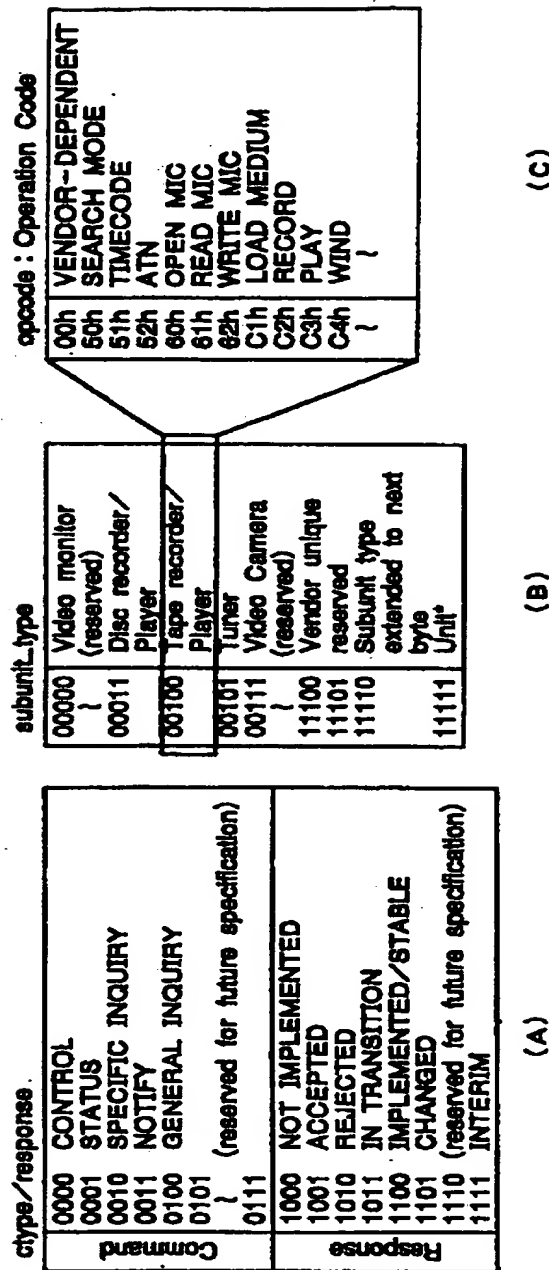 ctype/response
Command
0000 CONTROL
0001 STATUS
0010 SPECIFIC INQUIRY
0011 NOTIFY
0100 GENERAL INQUIRY
0101
~ (reserved for future specification)
0111
Response
1000 NOT IMPLEMENTED
1001 ACCEPTED
1010 REJECTED
1011 IN TRANSITION
1100 IMPLEMENTED/STABLE
1101 CHANGED
1110 (reserved for future specification)
1111 INTERIM
(A)
subunit_type
00000 Video monitor
~ (reserved)
00011 Disc recorder/
Player
00100 Tape recorder/
Player
00101 Tuner
00111 Video Camera
~ (reserved)
11100 Vendor unique
11101 reserved
11110 Subunit type
extended to next
byte
11111 Unit*
(B)
opcode : Operation Code
00h VENDOR-DEPENDENT
50h SEARCH MODE
51h TIMECODE
52h ATN
60h OPEN MIC
61h READ MIC
62h WRITE MIC
C1h LOAD MEDIUM
C2h RECORD
C3h PLAY
C4h WIND
~ ~
(C)